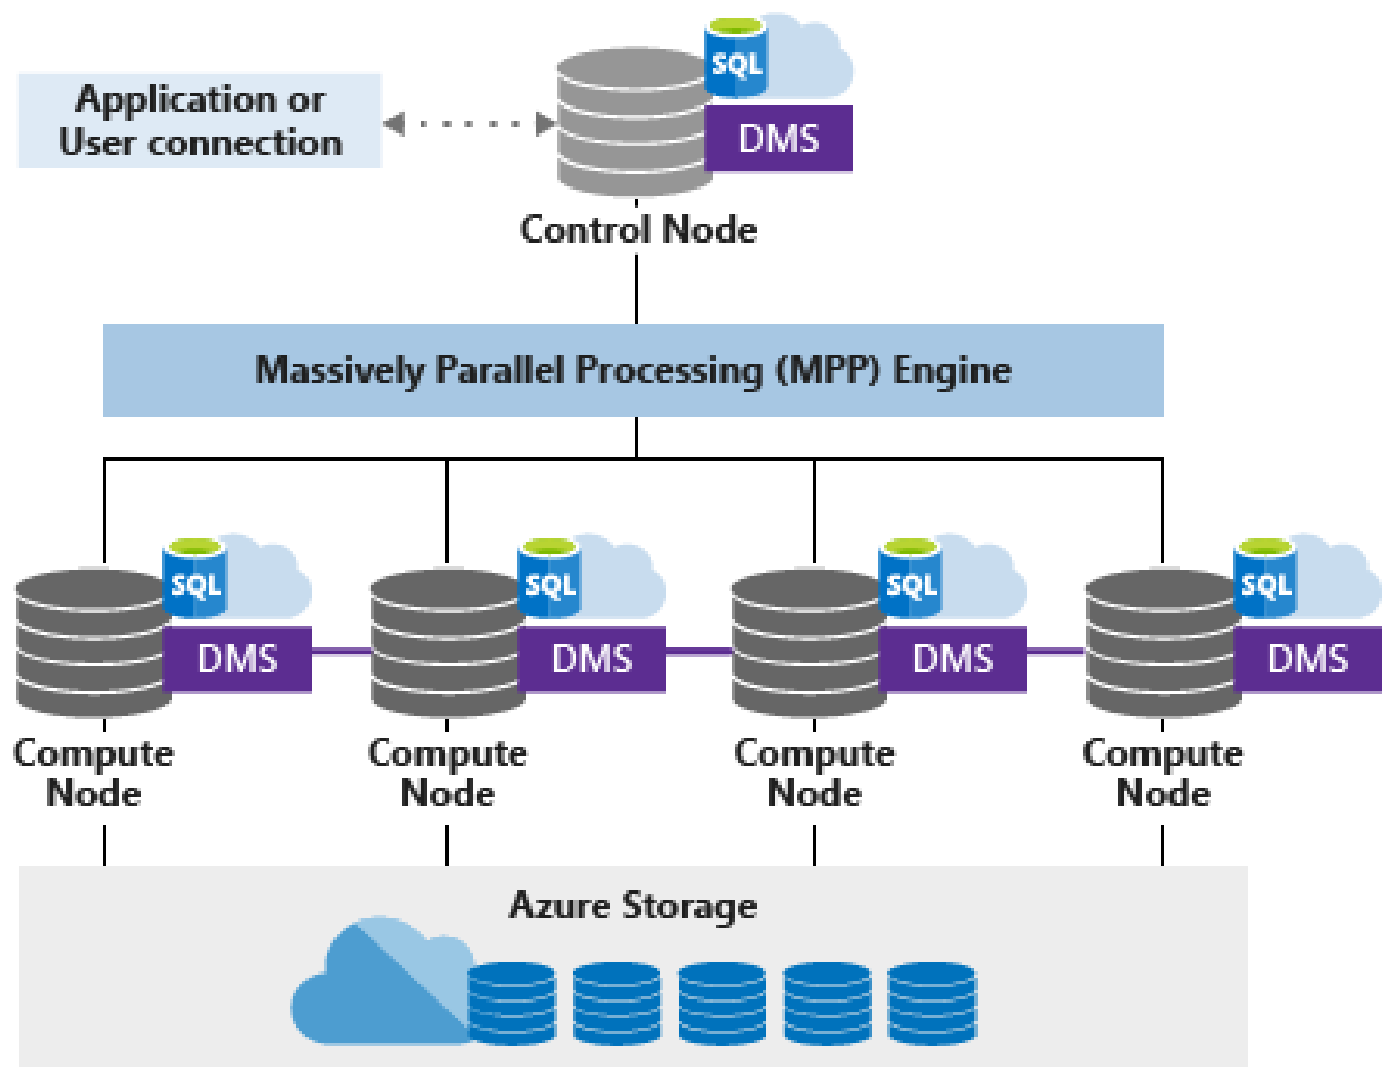 SQL
Application or
User connection
DMS
Control Node
Massively Parallel Processing (MPP) Engine
SQL
SQL
SQL
SQL
DMS
DMS
DMS
DMS
Compute
Node
Compute
Node
Compute
Node
Compute
Node
Azure Storage